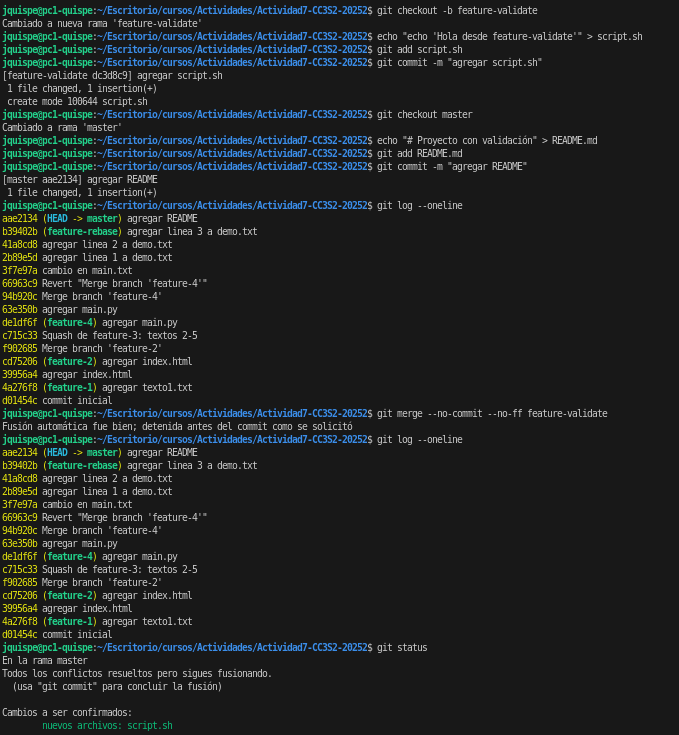 jquispe@pc1-quispe:~/Escritorio/cursos/Actividades/Actividad7-CC3S2-20252$ git checkout -b feature-validate
Cambiado a nueva rama 'feature-validate'
jquispe@pc1-quispe:~/Escritorio/cursos/Actividades/Actividad7-CC3S2-20252$ echo "echo 'Hola desde feature-validate'" > script.sh
jquispe@pc1-quispe:~/Escritorio/cursos/Actividades/Actividad7-CC3S2-20252$ git add script.sh
jquispe@pc1-quispe:~/Escritorio/cursos/Actividades/Actividad7-CC3S2-20252$ git commit -m "agregar script.sh"
[feature-validate dc3d8c9] agregar script.sh
 1 file changed, 1 insertion(+)
 create mode 100644 script.sh
jquispe@pc1-quispe:~/Escritorio/cursos/Actividades/Actividad7-CC3S2-20252$ git checkout master
Cambiado a rama 'master'
jquispe@pc1-quispe:~/Escritorio/cursos/Actividades/Actividad7-CC3S2-20252$ echo "# Proyecto con validación" > README.md
jquispe@pc1-quispe:~/Escritorio/cursos/Actividades/Actividad7-CC3S2-20252$ git add README.md
jquispe@pc1-quispe:~/Escritorio/cursos/Actividades/Actividad7-CC3S2-20252$ git commit -m "agregar README"
[master aae2134] agregar README
 1 file changed, 1 insertion(+)
jquispe@pc1-quispe:~/Escritorio/cursos/Actividades/Actividad7-CC3S2-20252$ git log --oneline
aae2134 (HEAD -> master) agregar README
b39402b (feature-rebase) agregar linea 3 a demo.txt
41a8cd8 agregar linea 2 a demo.txt
2b89e5d agregar linea 1 a demo.txt
3f7e97a cambio en main.txt
66963c9 Revert "Merge branch 'feature-4'"
94b920c Merge branch 'feature-4'
63e350b agregar main.py
de1df6f (feature-4) agregar main.py
c715c33 Squash de feature-3: textos 2-5
f902685 Merge branch 'feature-2'
cd75206 (feature-2) agregar index.html
39956a4 agregar index.html
4a276f8 (feature-1) agregar texto1.txt
d01454c commit inicial
jquispe@pc1-quispe:~/Escritorio/cursos/Actividades/Actividad7-CC3S2-20252$ git merge --no-commit --no-ff feature-validate
Fusión automática fue bien; detenida antes del commit como se solicitó
jquispe@pc1-quispe:~/Escritorio/cursos/Actividades/Actividad7-CC3S2-20252$ git log --oneline
aae2134 (HEAD -> master) agregar README
b39402b (feature-rebase) agregar linea 3 a demo.txt
41a8cd8 agregar linea 2 a demo.txt
2b89e5d agregar linea 1 a demo.txt
3f7e97a cambio en main.txt
66963c9 Revert "Merge branch 'feature-4'"
94b920c Merge branch 'feature-4'
63e350b agregar main.py
de1df6f (feature-4) agregar main.py
c715c33 Squash de feature-3: textos 2-5
f902685 Merge branch 'feature-2'
cd75206 (feature-2) agregar index.html
39956a4 agregar index.html
4a276f8 (feature-1) agregar texto1.txt
d01454c commit inicial
jquispe@pc1-quispe:~/Escritorio/cursos/Actividades/Actividad7-CC3S2-20252$ git status
En la rama master
Todos los conflictos resueltos pero sigues fusionando.
  (usa "git commit" para concluir la fusión)

Cambios a ser confirmados:
        nuevos archivos: script.sh